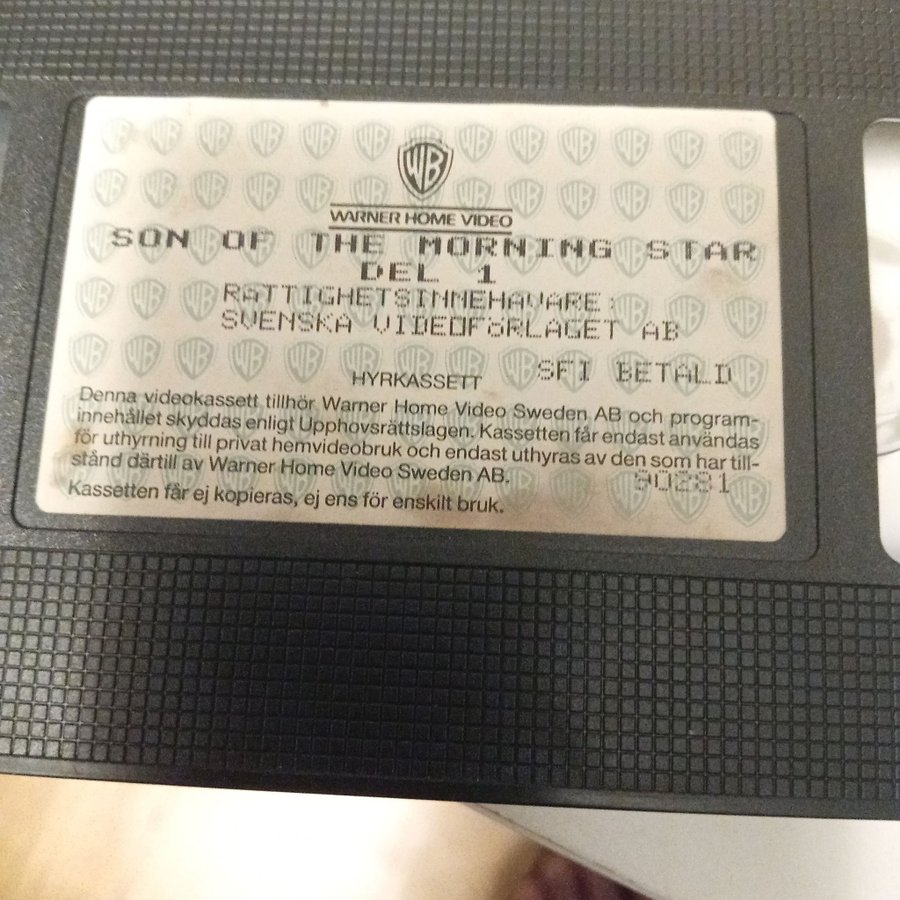 WB
WARNER HOME VIDEO
SON OF THE MORNING STAR
DEL 1
RATTIGHETSINNEHAVARE:
SVENSKA VIDEOFÖRLAGET AB
SFI BETALD
HYRKASSETT
Denna videokassett tillhör Warner Home Video Sweden AB och program-
innehållet skyddas enligt Upphovsrättslagen. Kassetten får endast användas
för uthyrning till privat hemvideobruk och endast uthyras av den som har till-
stånd därtill av Warner Home Video Sweden AB.
90281
Kassetten får ej kopieras, ej ens för enskilt bruk.